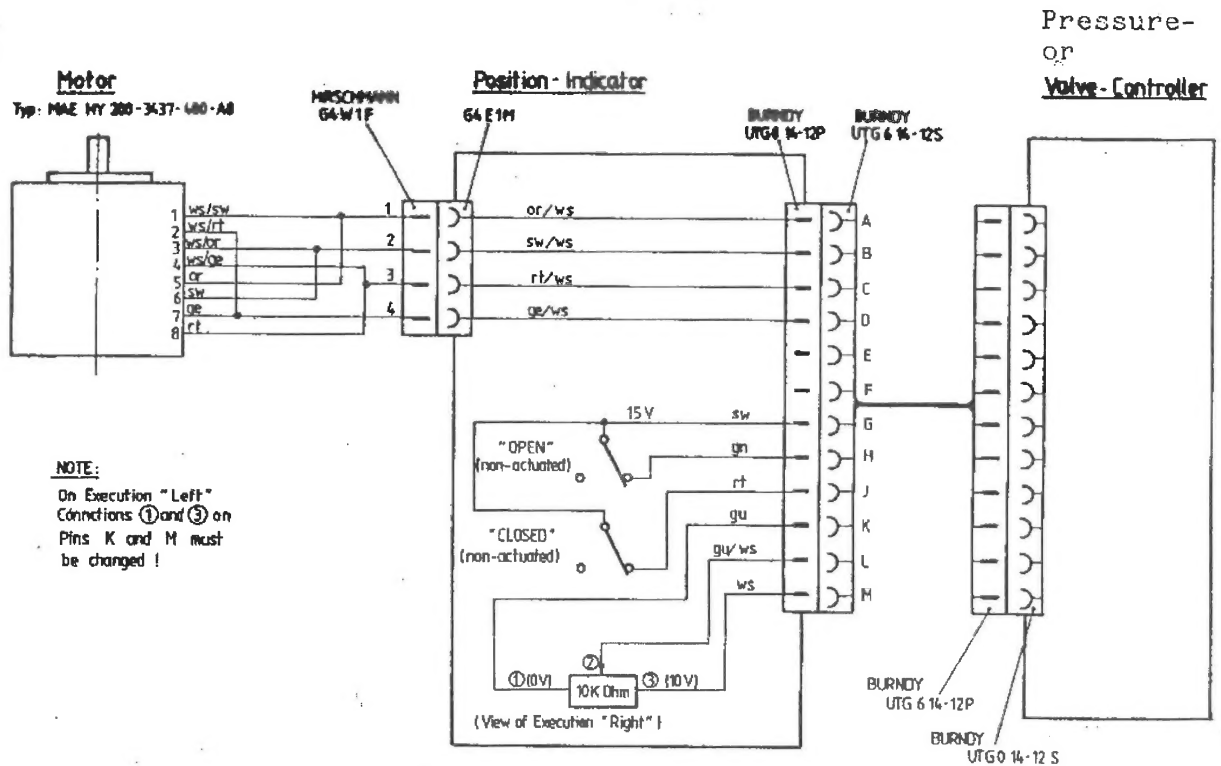 Pressure-
or
Valve - Controller
Motor
Typ: MAE HY 200-3437-400-A8
HIRSCHMANN
G4W1F
Position - Indicator
G4E1M
BURNDY
UTG0 14-12P
BURNDY
UTG 6 14-12S
1 ws/sw
2 ws/rt
3 ws/or
4 ws/ge
5 or
6 sw
7 ge
8 rt
1
2
3
4
or/ws
sw/ws
rt/ws
ge/ws
A
B
C
D
E
F
G
H
J
K
L
M
15 V
sw
"OPEN"
(non-actuated)
gn
rt
gu
"CLOSED"
(non-actuated)
gu/ws
ws
② 
① (0V)
10K Ohm
③ (10V)
(View of Execution "Right")
NOTE:
On Execution "Left"
Connctions ① and ③ on
Pins K and M must
be changed !
BURNDY
UTG 6 14-12P
BURNDY
UTG0 14-12 S